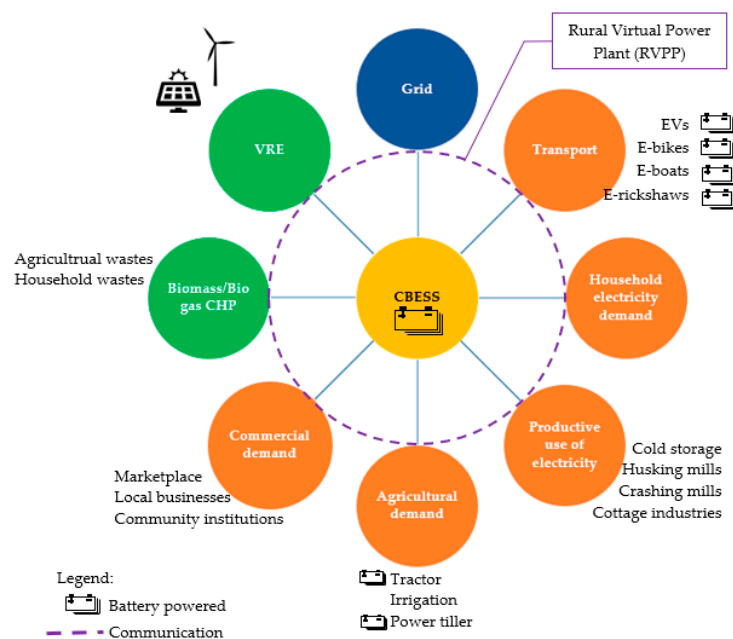 Rural Virtual Power
Plant (RVPP)
Grid
VRE
Transport
EVs
E-bikes
E-boats
E-rickshaws
Agricultrual wastes
Household wastes
Biomass/Bio
gas CHP
CBESS
Household
electricity
demand
Commercial
demand
Productive
use of
electricity
Marketplace
Local businesses
Community institutions
Agricultural
demand
Cold storage
Husking mills
Crashing mills
Cottage industries
Legend:
Battery powered
Communication
Tractor
Irrigation
Power tiller